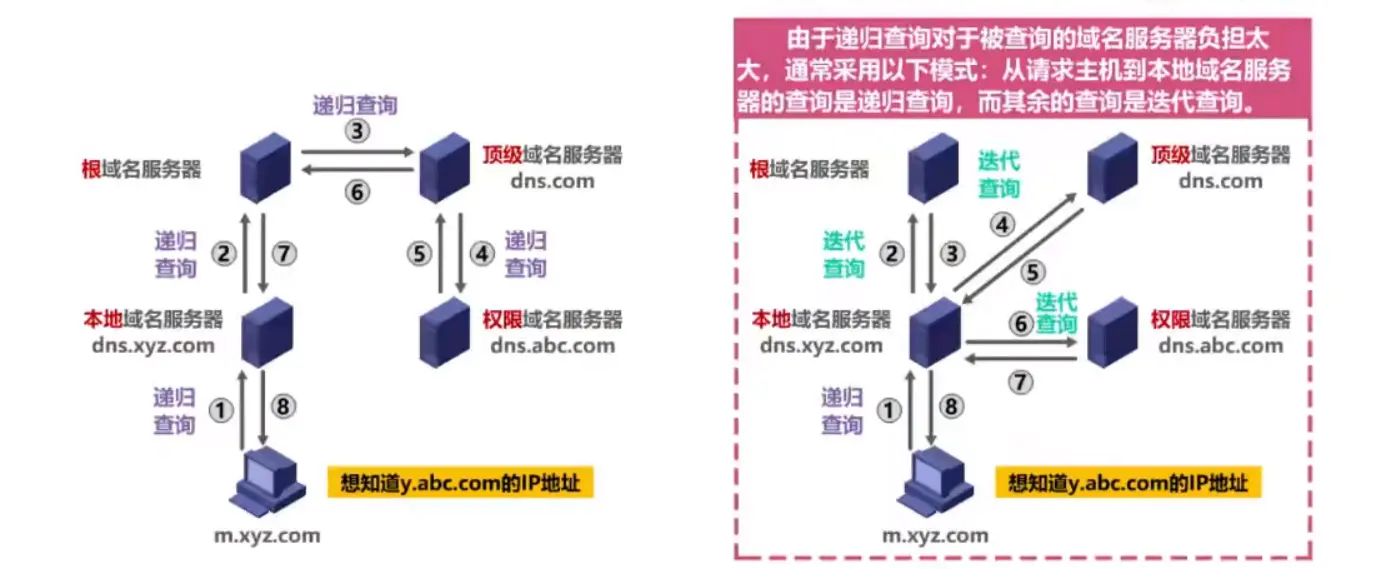 递归查询
③
根域名服务器
顶级域名服务器
dns.com
⑥
递归
查询
②
⑦
⑤
④
递归
查询
本地域名服务器
dns.xyz.com
权限域名服务器
dns.abc.com
递归
查询
①
⑧
想知道y.abc.com的IP地址
m.xyz.com
由于递归查询对于被查询的域名服务器负担太
大，通常采用以下模式：从请求主机到本地域名服务
器的查询是递归查询，而其余的查询是迭代查询。
根域名服务器
迭代
查询
顶级域名服务器
dns.com
④
迭代
查询
②
③
⑤
本地域名服务器
dns.xyz.com
迭代
⑥查询
权限域名服务器
dns.abc.com
⑦
递归
查询
①
⑧
想知道y.abc.com的IP地址
m.xyz.com